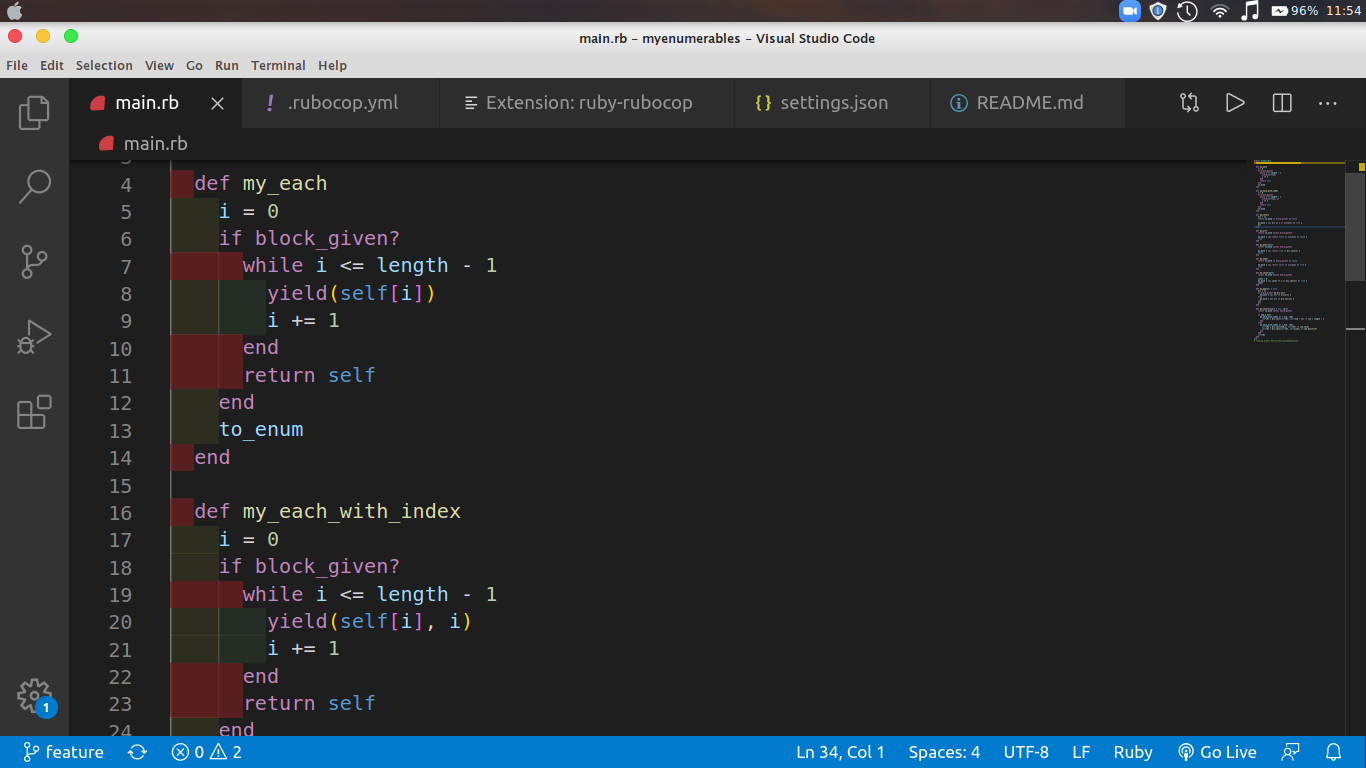 96% 11:54
main.rb - myenumerables - Visual Studio Code
File Edit Selection View Go Run Terminal Help
main.rb .rubocop.yml Extension: ruby-rubocop settings.json README.md
main.rb
4 def my_each
5 i = 0
6 if block_given?
7 while i <= length - 1
8 yield(self[i])
9 i += 1
10 end
11 return self
12 end
13 to_enum
14 end
15
16 def my_each_with_index
17 i = 0
18 if block_given?
19 while i <= length - 1
20 yield(self[i], i)
21 i += 1
22 end
23 return self
24 end
1
feature 0 2 Ln 34, Col 1 Spaces: 4 UTF-8 LF Ruby Go Live